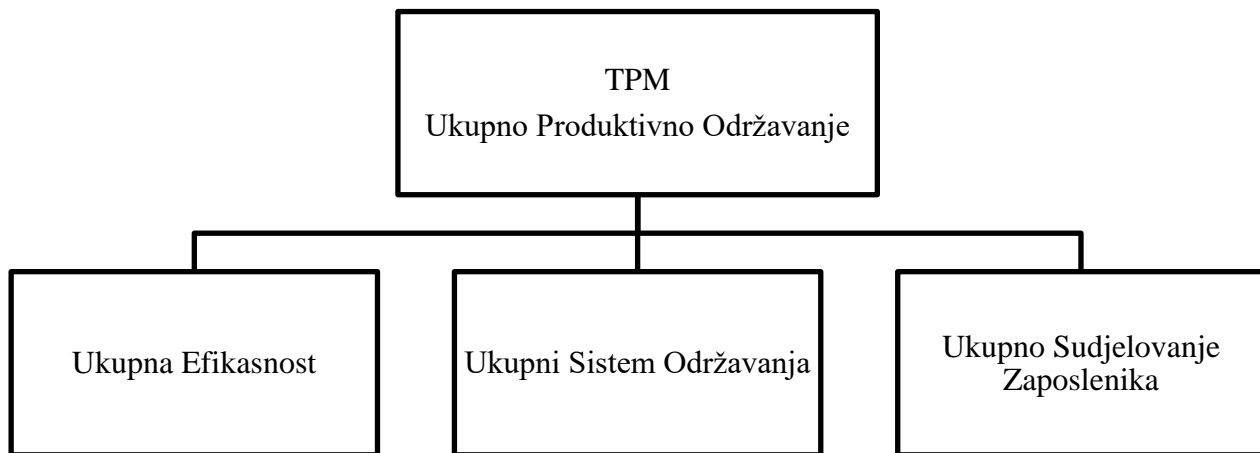 TPM
Ukupno Produktivno Održavanje
Ukupna Efikasnost
Ukupni Sistem Održavanja
Ukupno Sudjelovanje
Zaposlenika